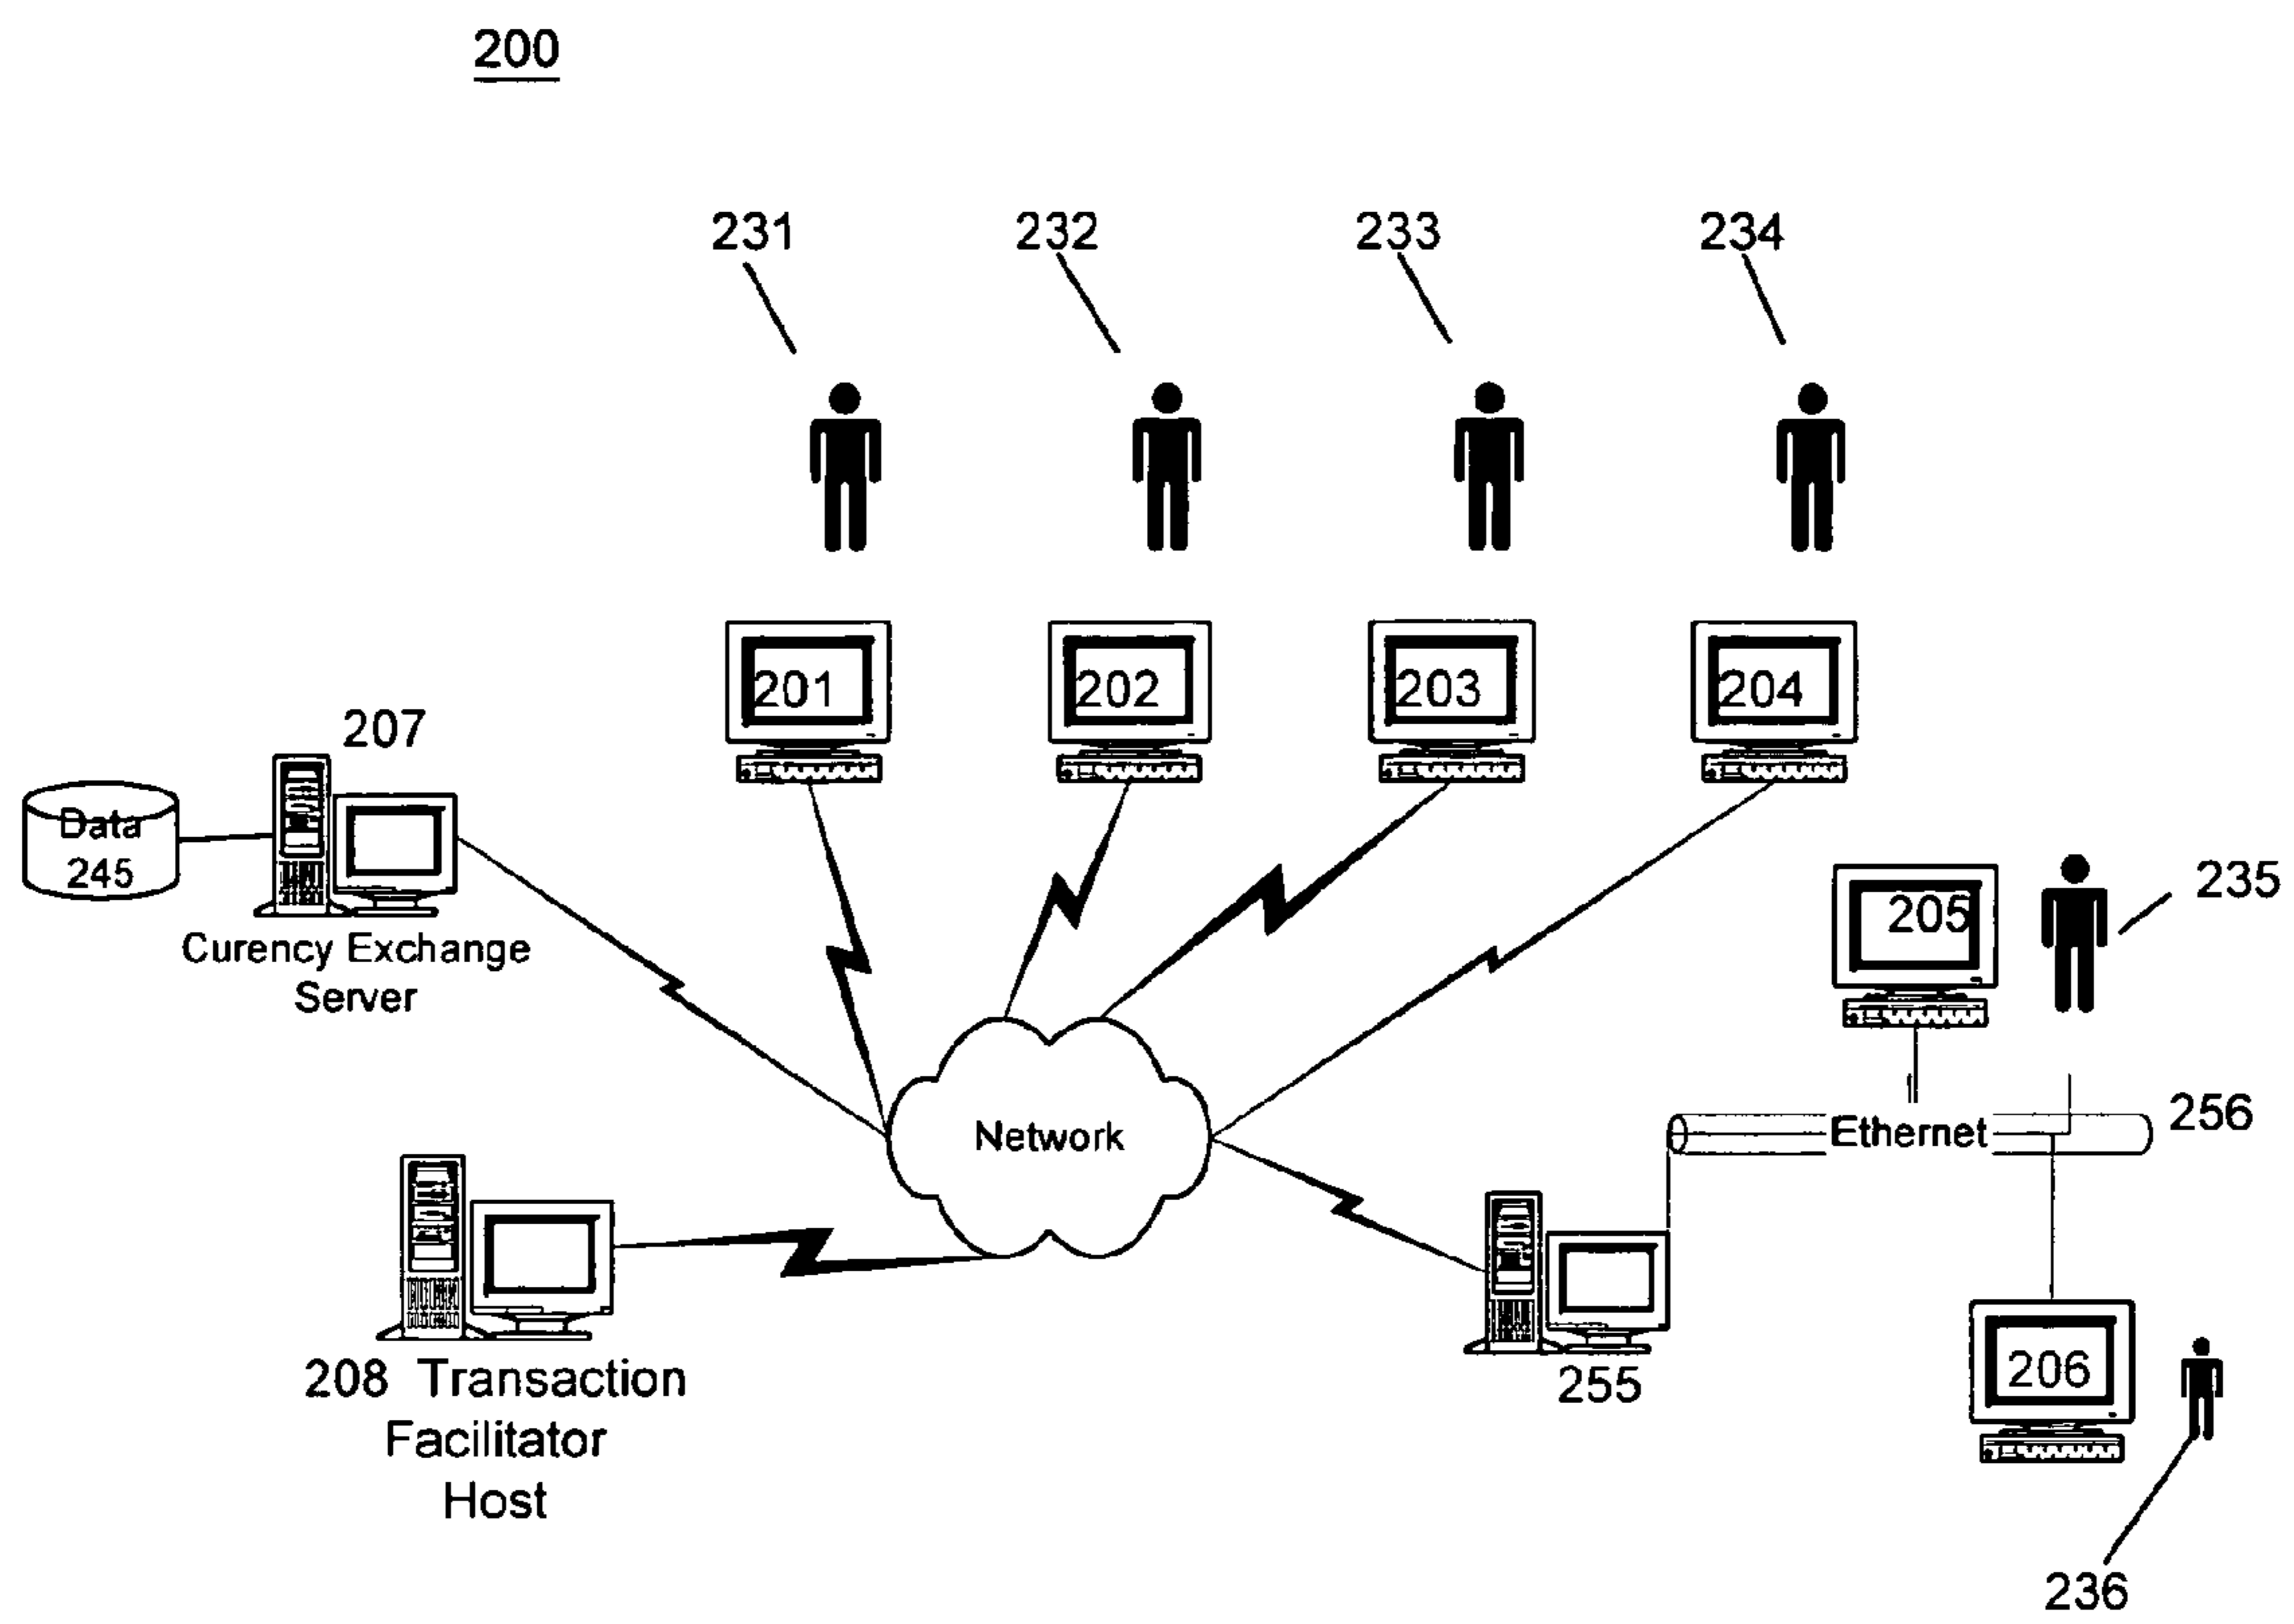 200
231
232
233
234
201
202
203
204
207
Data
245
Curency Exchange
Server
205
235
Network
Ethernet
256
208 Transaction
Facilitator
Host
255
206
236